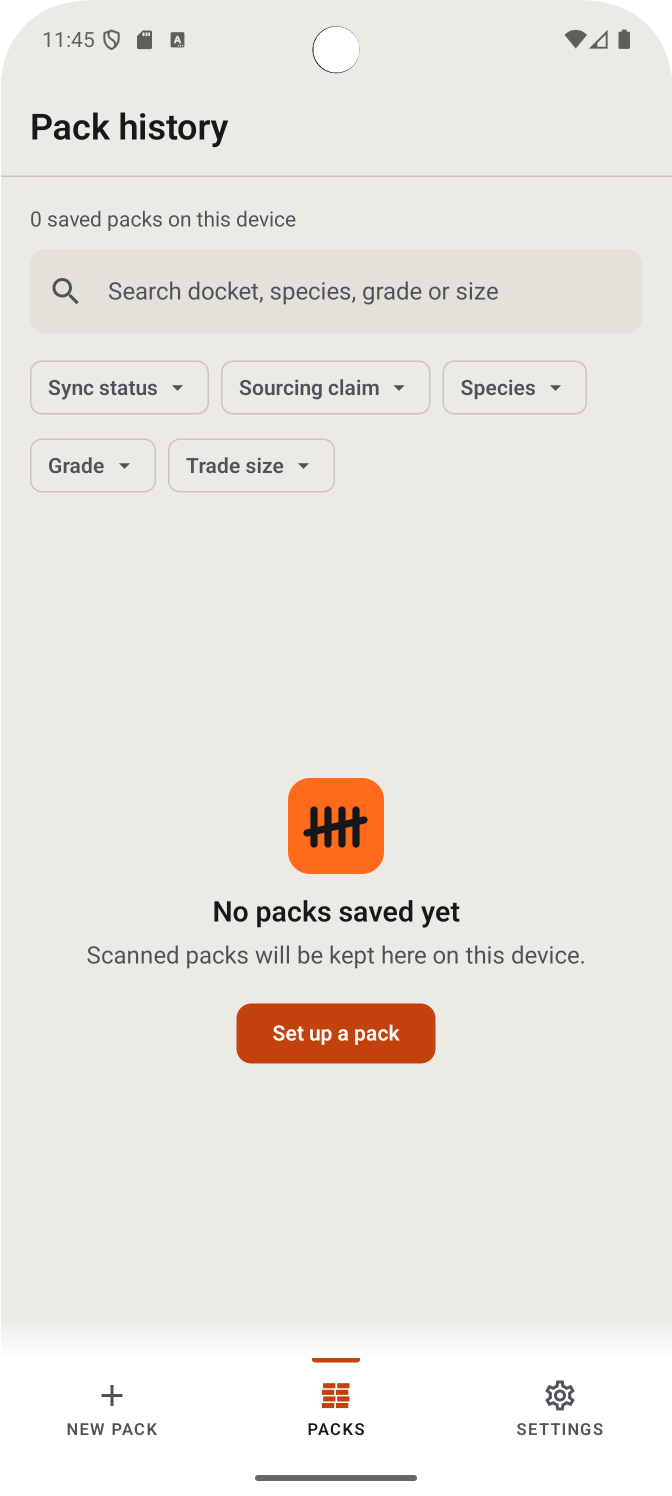 11:45
Pack history
0 saved packs on this device
Search docket, species, grade or size
Sync status
Sourcing claim
Species
Grade
Trade size
No packs saved yet
Scanned packs will be kept here on this device.
Set up a pack
NEW PACK
PACKS
SETTINGS